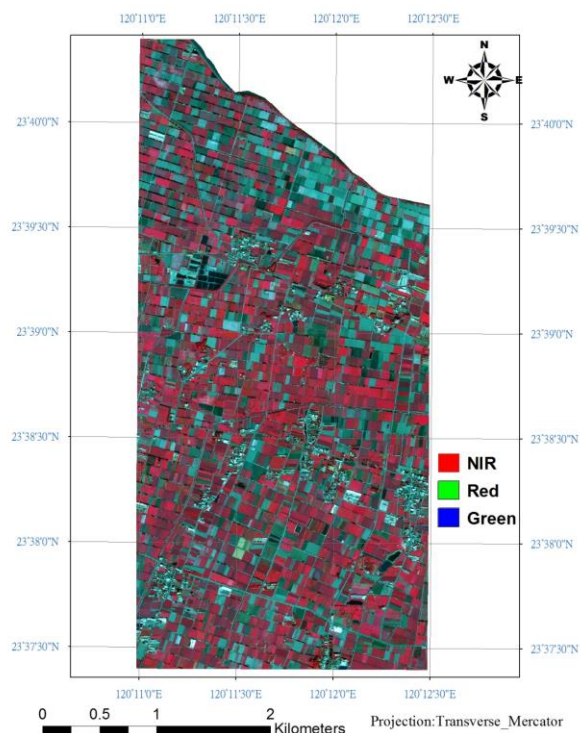 120°11'0"E 120°11'30"E 120°12'0"E 120°12'30"E
N
W E
S
23°40'0"N 23°40'0"N
23°39'30"N 23°39'30"N
23°39'0"N 23°39'0"N
23°38'30"N 23°38'30"N
NIR
Red
Green
23°38'0"N 23°38'0"N
23°37'30"N 23°37'30"N
120°11'0"E 120°11'30"E 120°12'0"E 120°12'30"E
0 0.5 1 2
Kilometers
Projection:Transverse_Mercator